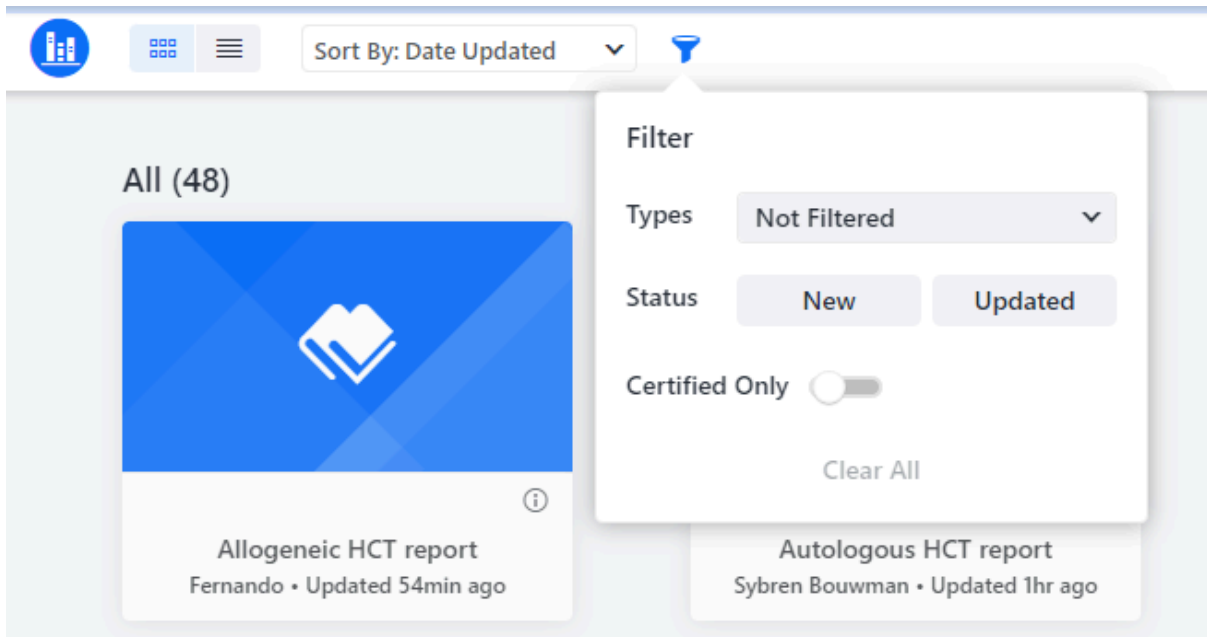 Sort By: Date Updated
Filter
All (48)
Types
Not Filtered
Status
New
Updated
Certified Only
Clear All
Allogeneic HCT report
Fernando • Updated 54min ago
Autologous HCT report
Sybren Bouwman • Updated 1hr ago